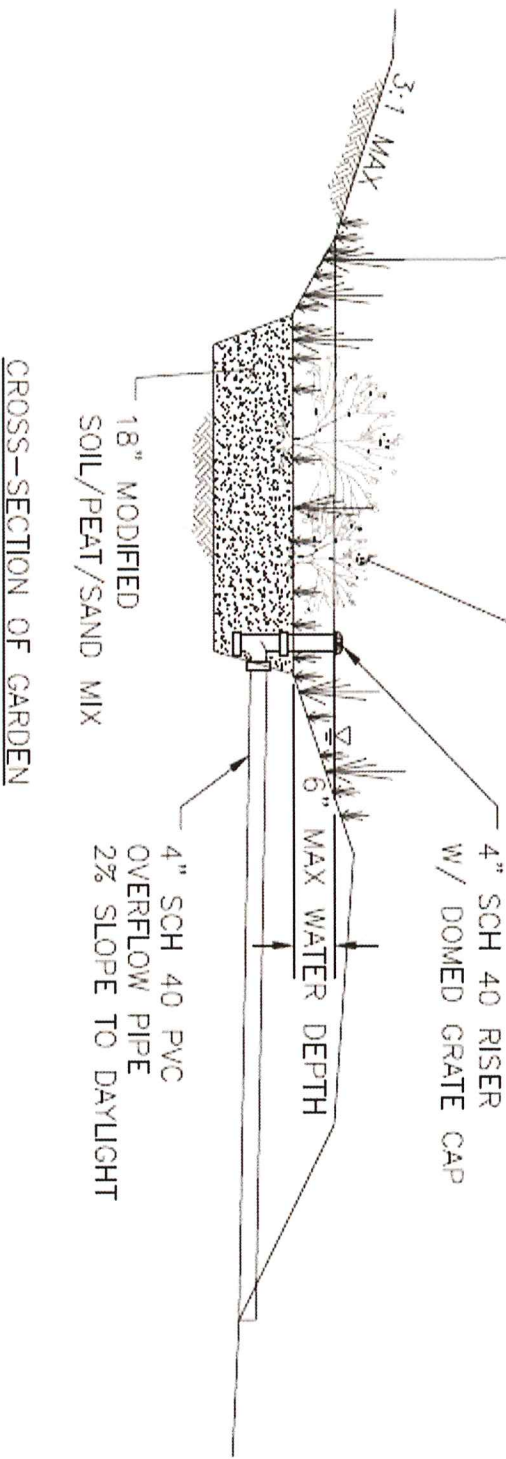 3:1 MAX
4" SCH 40 RISER
W/ DOMED GRATE CAP
6" MAX WATER DEPTH
18" MODIFIED
SOIL/PEAT/SAND MIX
4" SCH 40 PVC
OVERFLOW PIPE
2% SLOPE TO DAYLIGHT
CROSS-SECTION OF GARDEN